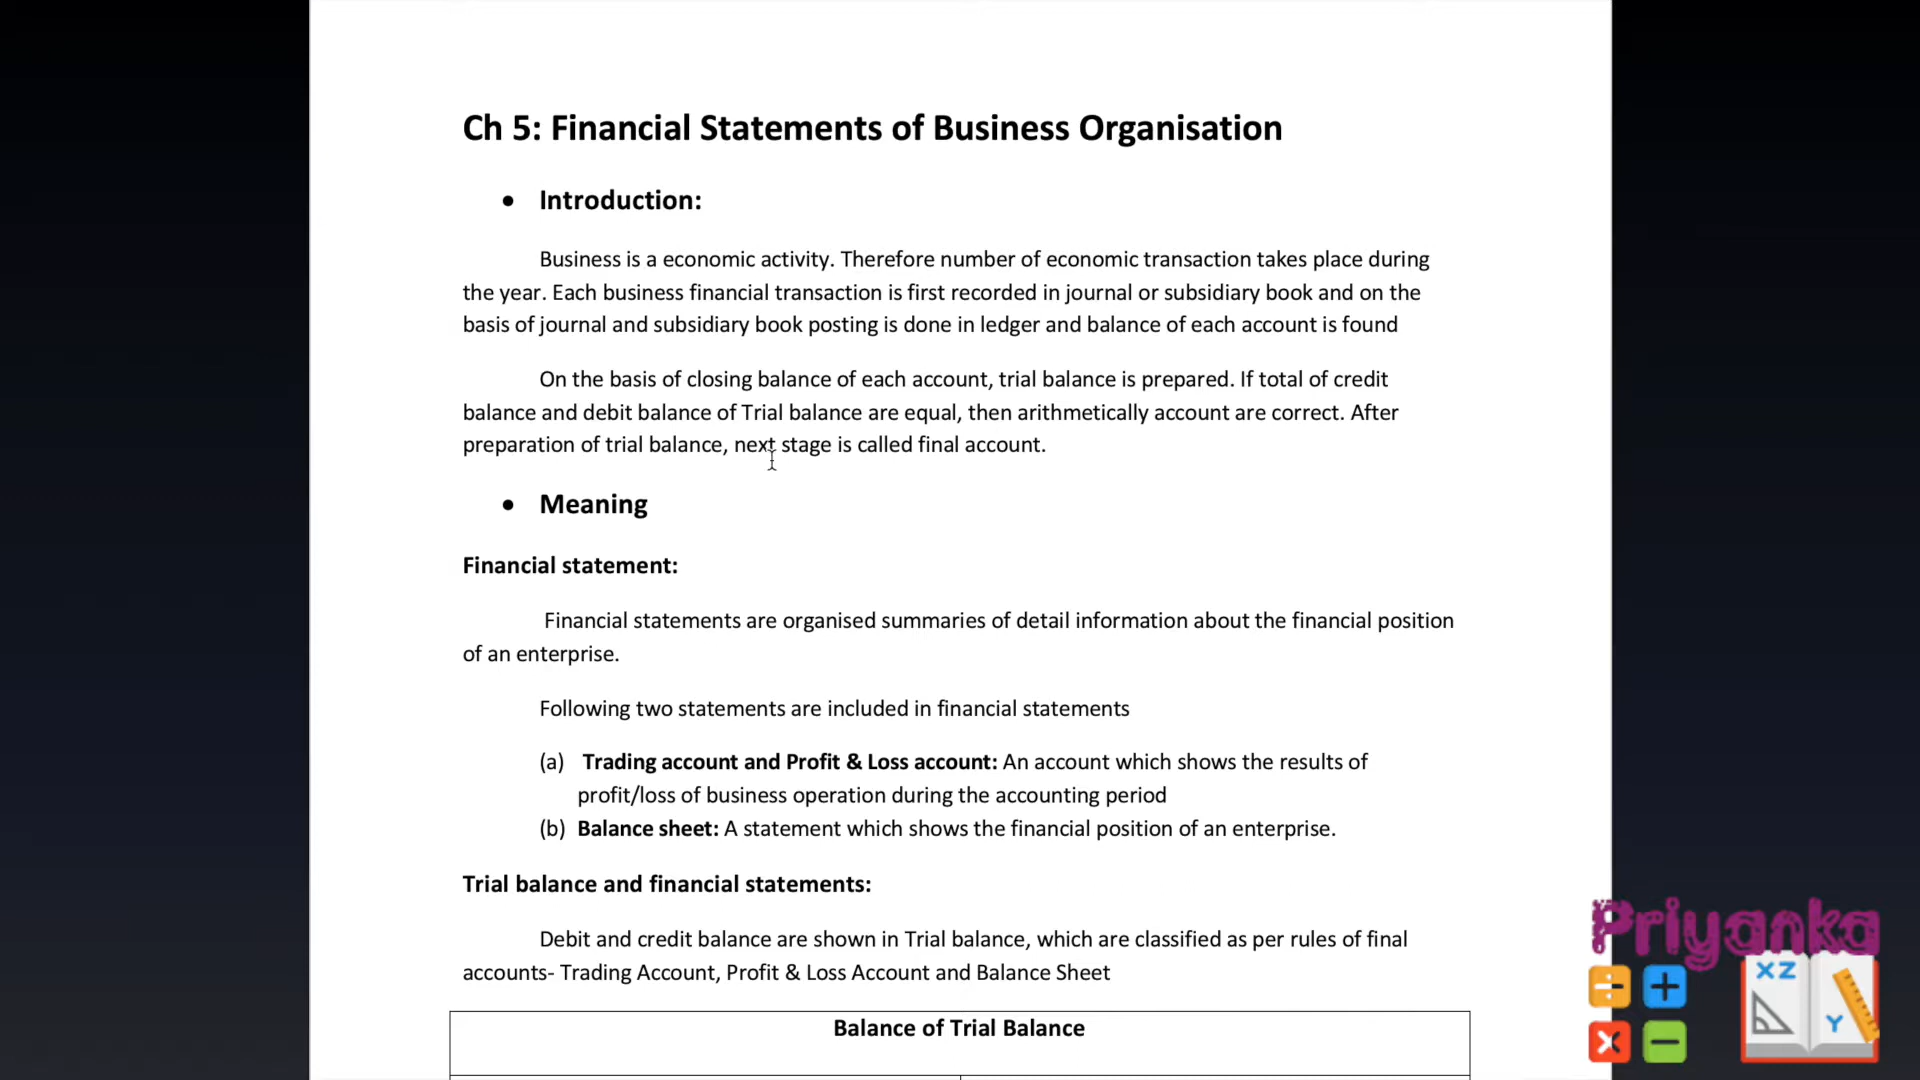 Ch 5: Financial Statements of Business Organisation
• Introduction:
Business is a economic activity. Therefore number of economic transaction takes place during
the year. Each business financial transaction is first recorded in journal or subsidiary book and on the
basis of journal and subsidiary book posting is done in ledger and balance of each account is found
On the basis of closing balance of each account, trial balance is prepared. If total of credit
balance and debit balance of Trial balance are equal, then arithmetically account are correct. After
preparation of trial balance, next stage is called final account.
• Meaning
Financial statement:
Financial statements are organised summaries of detail information about the financial position
of an enterprise.
Following two statements are included in financial statements
(a) Trading account and Profit & Loss account: An account which shows the results of
profit/loss of business operation during the accounting period
(b) Balance sheet: A statement which shows the financial position of an enterprise.
Trial balance and financial statements:
Debit and credit balance are shown in Trial balance, which are classified as per rules of final
accounts- Trading Account, Profit & Loss Account and Balance Sheet
Balance of Trial Balance
Priyanka
XZ
Y